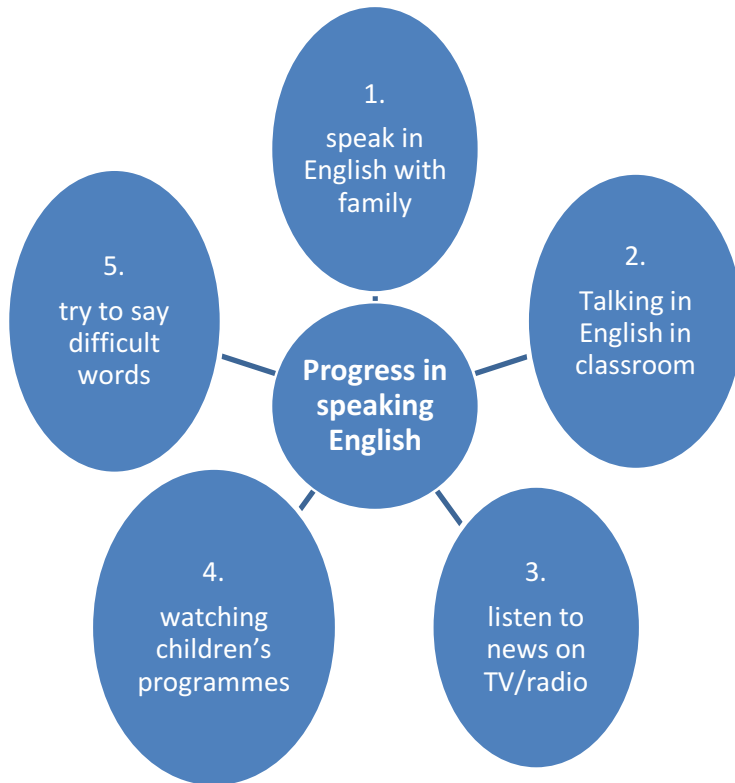 1.
speak in
English with
family
2.
Talking in
English in
classroom
3.
listen to
news on
TV/radio
4.
watching
children’s
programmes
5.
try to say
difficult
words
Progress in
speaking
English